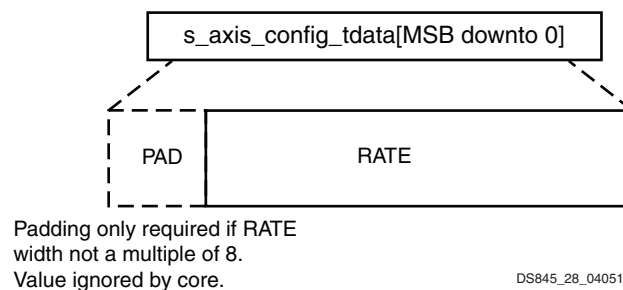 s_axis_config_tdata[MSB downto 0]
PAD
RATE
Padding only required if RATE
width not a multiple of 8.
Value ignored by core.
DS845_28_04051